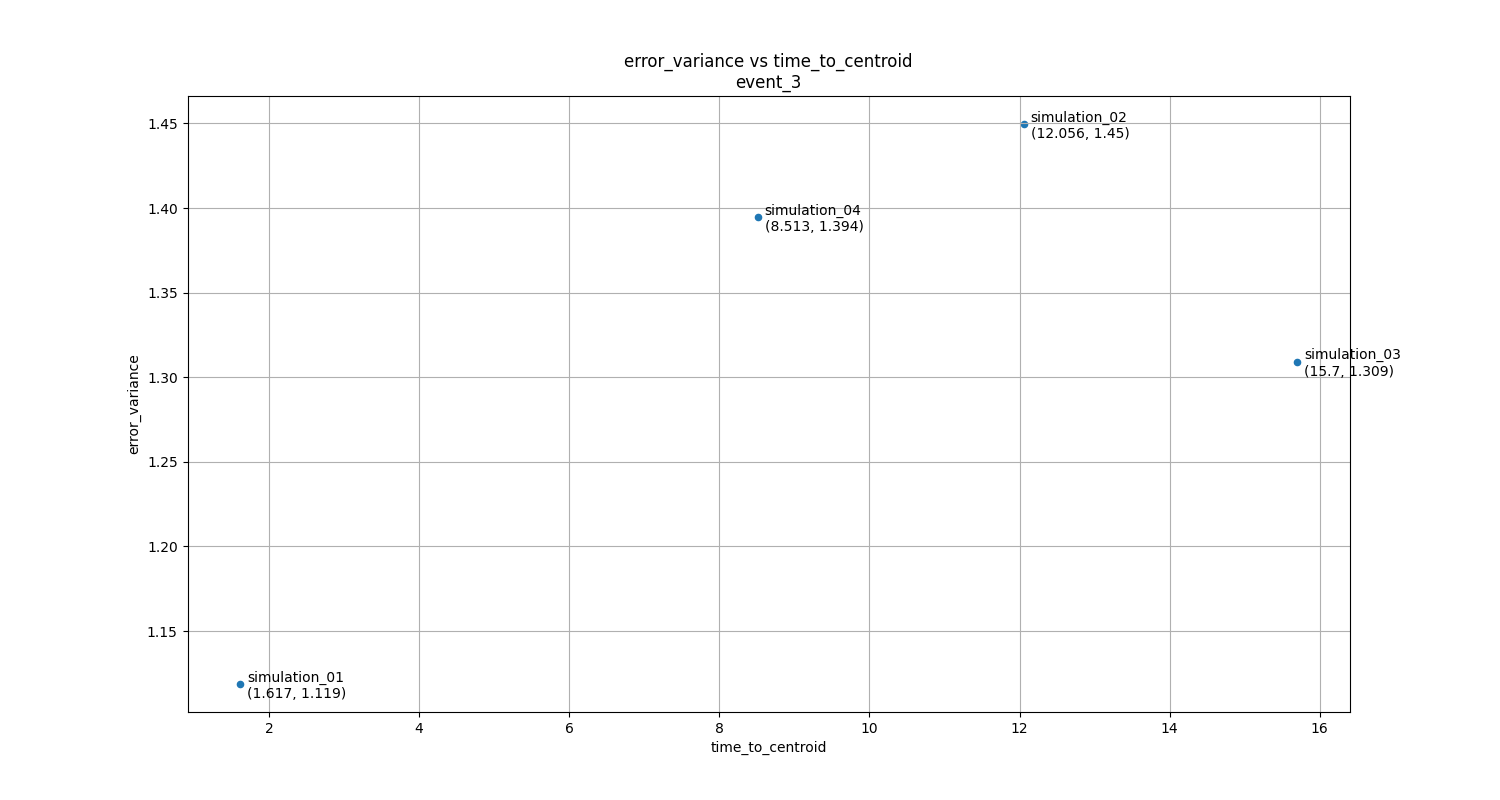 error_variance vs time_to_centroid
event_3
1.45
1.40
1.35
1.30
1.25
1.20
1.15
error_variance
simulation_02
(12.056, 1.45)
simulation_04
(8.513, 1.394)
simulation_03
(15.7, 1.309)
simulation_01
(1.617, 1.119)
2 4 6 8 10 12 14 16
time_to_centroid